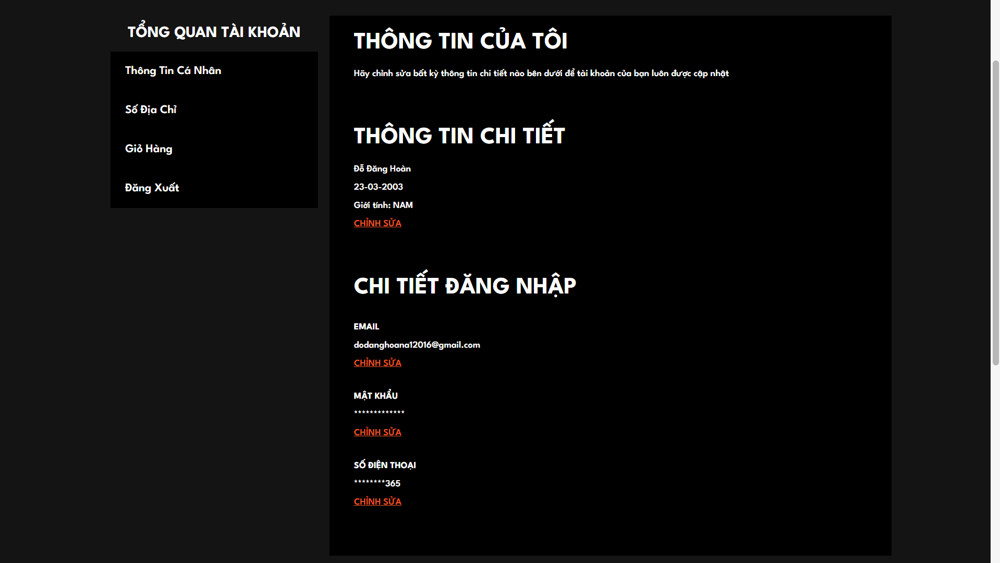 TỔNG QUAN TÀI KHOẢN
Thông Tin Cá Nhân
Số Địa Chỉ
Giỏ Hàng
Đăng Xuất
THÔNG TIN CỦA TÔI
Hãy chỉnh sửa bất kỳ thông tin chi tiết nào bên dưới để tài khoản của bạn luôn được cập nhật
THÔNG TIN CHI TIẾT
Đỗ Đăng Hoàn
23-03-2003
Giới tính: NAM
CHỈNH SỬA
CHI TIẾT ĐĂNG NHẬP
EMAIL
dodanghoana12016@gmail.com
CHỈNH SỬA
MẬT KHẨU
*************
CHỈNH SỬA
SỐ ĐIỆN THOẠI
********365
CHỈNH SỬA